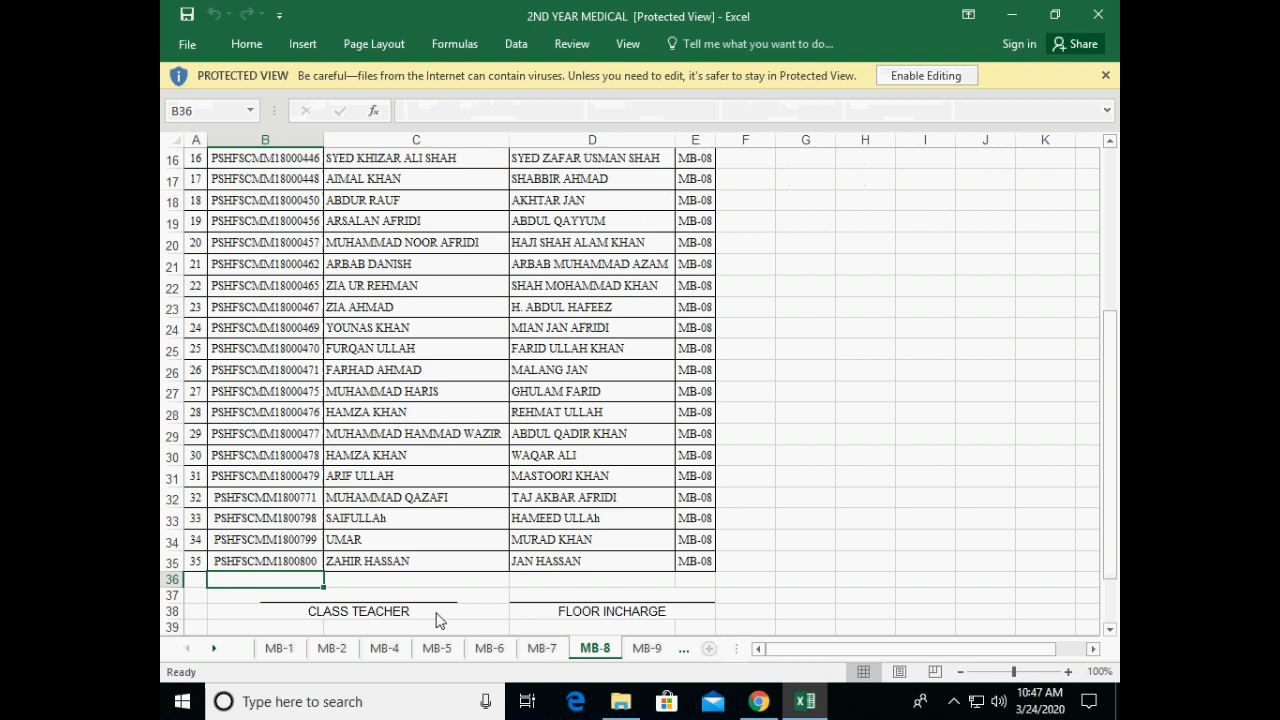 2ND YEAR MEDICAL [Protected View] - Excel
File Home Insert Page Layout Formulas Data Review View Tell me what you want to do... Sign in Share
PROTECTED VIEW Be careful—files from the Internet can contain viruses. Unless you need to edit, it's safer to stay in Protected View. Enable Editing
B36 fx
A B C D E F G H I J K
16 16 PSHFSCMM18000446 SYED KHIZAR ALI SHAH SYED ZAFAR USMAN SHAH MB-08
17 17 PSHFSCMM18000448 AIMAL KHAN SHABBIR AHMAD MB-08
18 18 PSHFSCMM18000450 ABDUR RAUF AKHTAR JAN MB-08
19 19 PSHFSCMM18000456 ARSALAN AFRIDI ABDUL QAYYUM MB-08
20 20 PSHFSCMM18000457 MUHAMMAD NOOR AFRIDI HAJI SHAH ALAM KHAN MB-08
21 21 PSHFSCMM18000462 ARBAB DANISH ARBAB MUHAMMAD AZAM MB-08
22 22 PSHFSCMM18000465 ZIA UR REHMAN SHAH MOHAMMAD KHAN MB-08
23 23 PSHFSCMM18000467 ZIA AHMAD H. ABDUL HAFEEZ MB-08
24 24 PSHFSCMM18000469 YOUNAS KHAN MIAN JAN AFRIDI MB-08
25 25 PSHFSCMM18000470 FURQAN ULLAH FARID ULLAH KHAN MB-08
26 26 PSHFSCMM18000471 FARHAD AHMAD MALANG JAN MB-08
27 27 PSHFSCMM18000475 MUHAMMAD HARIS GHULAM FARID MB-08
28 28 PSHFSCMM18000476 HAMZA KHAN REHMAT ULLAH MB-08
29 29 PSHFSCMM18000477 MUHAMMAD HAMMAD WAZIR ABDUL QADIR KHAN MB-08
30 30 PSHFSCMM18000478 HAMZA KHAN WAQAR ALI MB-08
31 31 PSHFSCMM18000479 ARIF ULLAH MASTOORI KHAN MB-08
32 32 PSHFSCMM1800771 MUHAMMAD QAZAFI TAJ AKBAR AFRIDI MB-08
33 33 PSHFSCMM1800798 SAIFULLAh HAMEED ULLAh MB-08
34 34 PSHFSCMM1800799 UMAR MURAD KHAN MB-08
35 35 PSHFSCMM1800800 ZAHIR HASSAN JAN HASSAN MB-08
36
37
38 CLASS TEACHER FLOOR INCHARGE
39
MB-1 MB-2 MB-4 MB-5 MB-6 MB-7 MB-8 MB-9 ...
Ready 100%
Type here to search 10:47 AM
3/24/2020